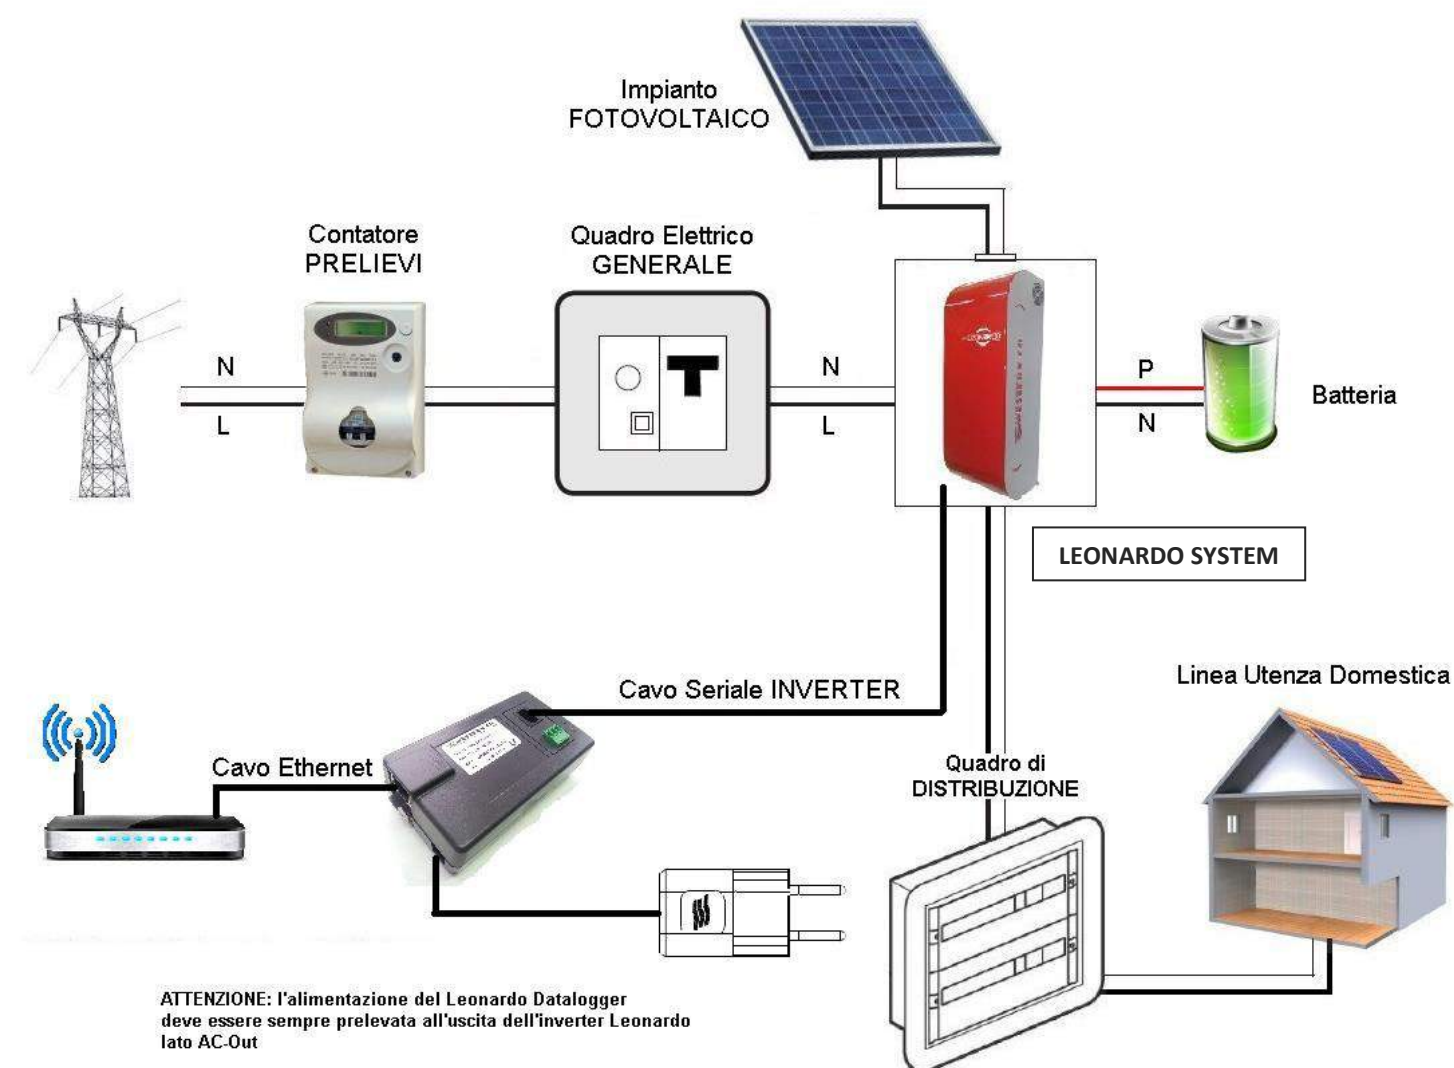 Impianto
FOTOVOLTAICO
Contatore
PRELIEVI
Quadro Elettrico
GENERALE
N
L
N
L
P
N
Batteria
LEONARDO SYSTEM
Linea Utenza Domestica
Cavo Seriale INVERTER
Cavo Ethernet
Quadro di
DISTRIBUZIONE
ATTENZIONE: l'alimentazione del Leonardo Datalogger
deve essere sempre prelevata all'uscita dell'inverter Leonardo
lato AC-Out